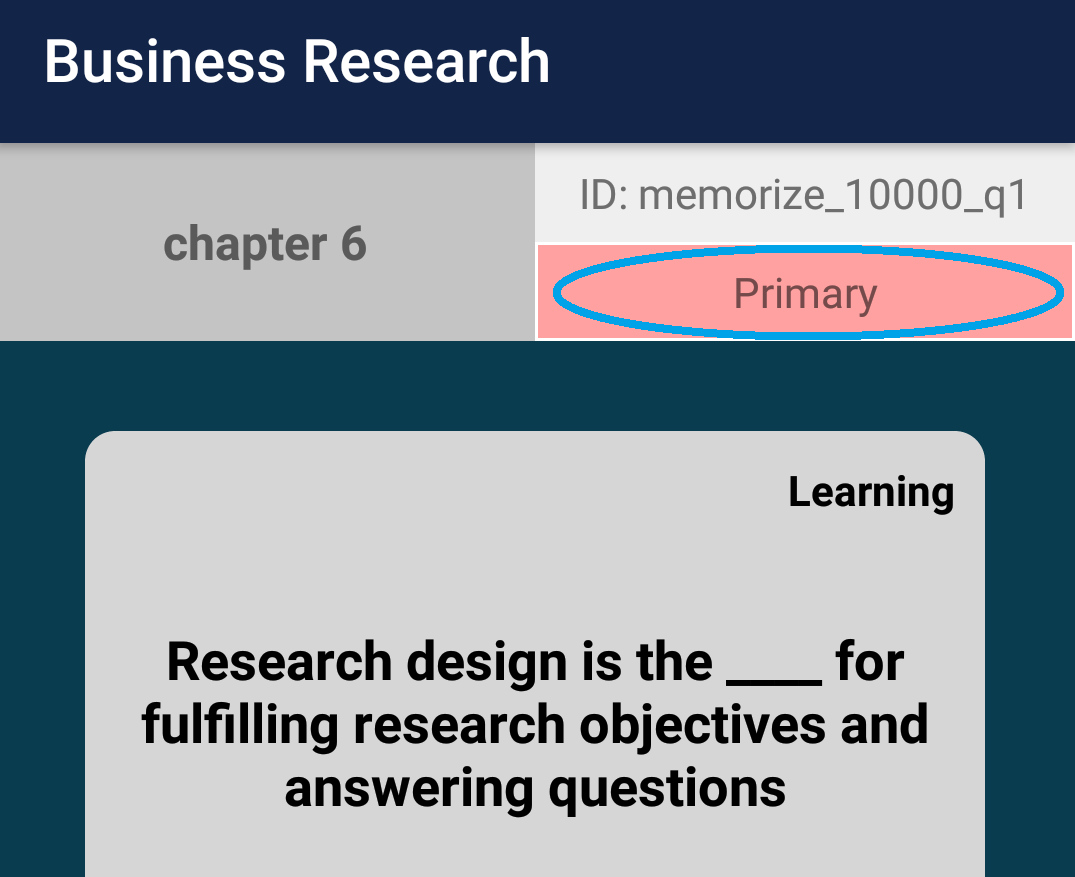 Business Research
chapter 6
ID: memorize_10000_q1
Primary
Learning
Research design is the ____ for
fulfilling research objectives and
answering questions